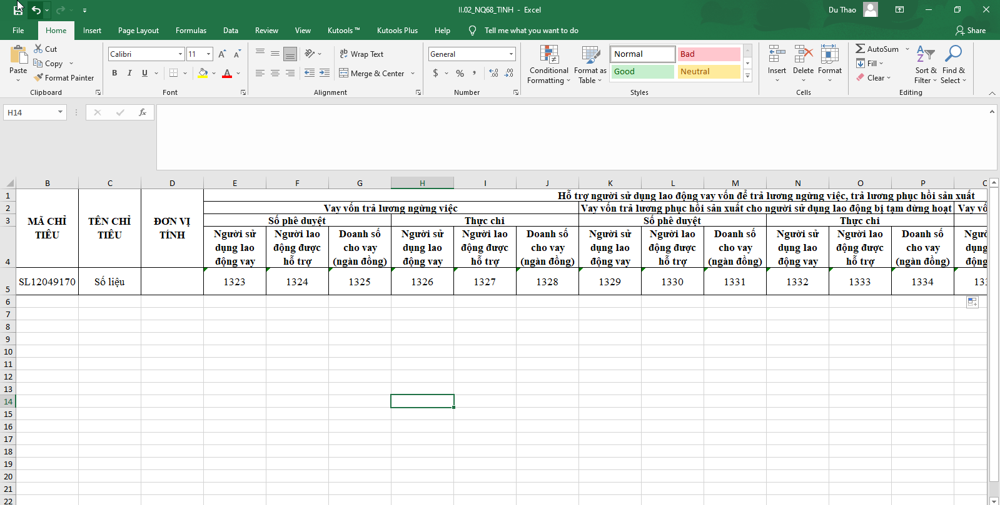 II.02_NQ68_TINH - Excel
Du Thao
File Home Insert Page Layout Formulas Data Review View Kutools ™ Kutools Plus Help Tell me what you want to do Share
Paste
Cut
Copy
Format Painter
Clipboard
Calibri 11
B I U
Font
Wrap Text
Merge & Center
Alignment
General
$ % ,
Number
Conditional Formatting
Format as Table
Normal Bad
Good Neutral
Styles
Insert Delete Format
Cells
AutoSum
Fill
Clear
Sort & Filter
Find & Select
Editing
H14 fx
B C D E F G H I J K L M N O P
1 Hỗ trợ người sử dụng lao động vay vốn để trả lương ngừng việc, trả lương phục hồi sản xuất
2 Vay vốn trả lương ngừng việc Vay vốn trả lương phục hồi sản xuất cho người sử dụng lao động bị tạm dừng hoạt
3 Số phê duyệt Thực chi Số phê duyệt Thực chi
MÃ CHỈ TIÊU TÊN CHỈ TIÊU ĐƠN VỊ TÍNH
4 Người sử dụng lao động vay Người lao động được hỗ trợ Doanh số cho vay (ngàn đồng) Người sử dụng lao động vay Người lao động được hỗ trợ Doanh số cho vay (ngàn đồng) Người sử dụng lao động vay Người lao động được hỗ trợ Doanh số cho vay (ngàn đồng) Người sử dụng lao động vay Người lao động được hỗ trợ Doanh số cho vay (ngàn đồng)
5 SL12049170 Số liệu 1323 1324 1325 1326 1327 1328 1329 1330 1331 1332 1333 1334
6
7
8
9
10
11
12
13
14
15
16
17
18
19
20
21
22